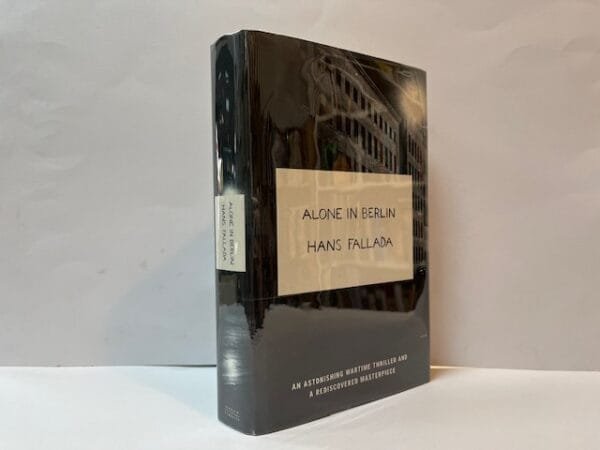 ALONE IN BERLIN
HANS FALLADA
AN ASTONISHING WARTIME THRILLER AND
A REDISCOVERED MASTERPIECE
ALONE IN BERLIN
HANS FALLADA